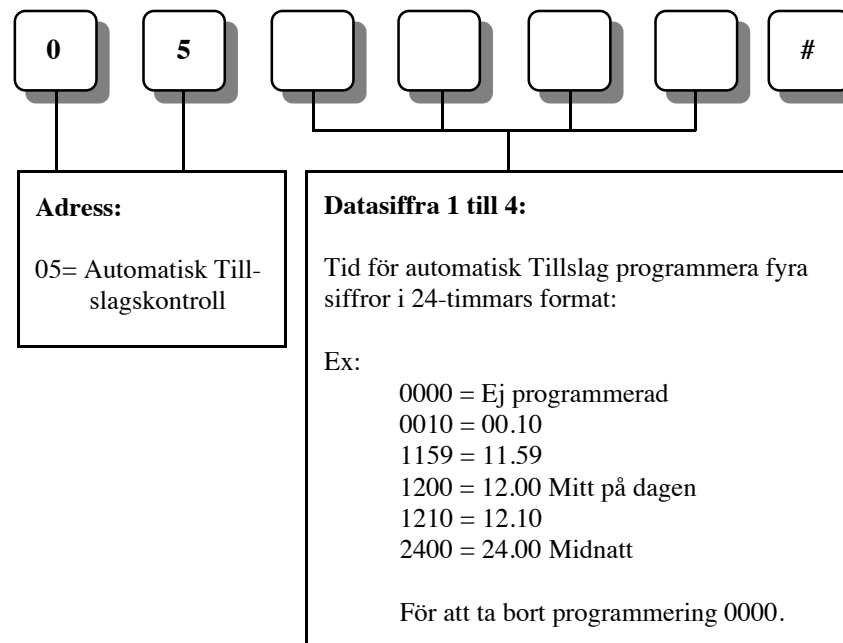 0 5 #
Adress:
05= Automatisk Till-
slagskontroll
Datasiffra 1 till 4:
Tid för automatisk Tillslag programmera fyra
siffror i 24-timmars format:
Ex:
0000 = Ej programmerad
0010 = 00.10
1159 = 11.59
1200 = 12.00 Mitt på dagen
1210 = 12.10
2400 = 24.00 Midnatt
För att ta bort programmering 0000.